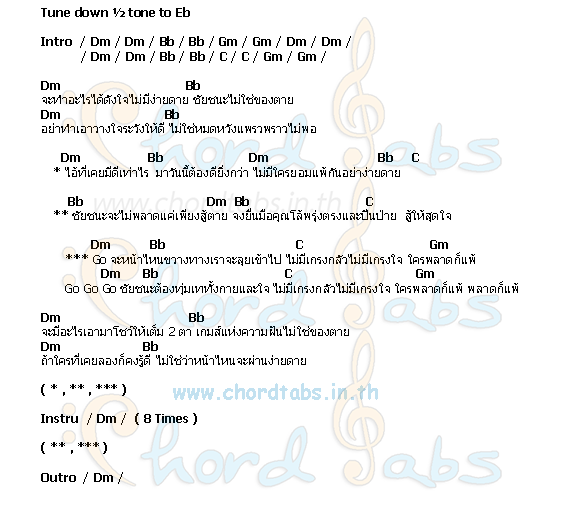 Tune down ½ tone to Eb
Intro / Dm / Dm / Bb / Bb / Gm / Gm / Dm / Dm /
/ Dm / Dm / Bb / Bb / C / C / Gm / Gm /
Dm Bb
จะทำอะไรได้ดังใจไม่มีง่ายดาย ชัยชนะไม่ใช่ของตาย
Dm Bb
อย่าทำเอาวางใจระวังให้ดี ไม่ใช่หมดหวังแพรวพราวไม่พอ
Dm Bb Dm Bb C
* ไอ้ที่เคยมีดีเท่าไร มาวันนี้ต้องดียิ่งกว่า ไม่มีใครยอมแพ้กันอย่างง่ายดาย
Bb Dm Bb C
** ชัยชนะจะไม่พลาดแค่เพียงสู้ตาย จงยื่นมือคุณโล้พรุ่งตรงและป็นป่าย สู้ให้สุดใจ
Dm Bb C Gm
*** Go จะหน้าไหนขวางทางเราจะลุยเข้าไป ไม่มีเกรงกลัวไม่มีเกรงใจ ใครพลาดก็แพ้
Dm Bb C Gm
Go Go Go ชัยชนะต้องทุ่มเททั้งกายและใจ ไม่มีเกรงกลัวไม่มีเกรงใจ ใครพลาดก็แพ้ พลาดก็แพ้
Dm Bb
จะมีอะไรเอามาโชว์ให้เต็ม 2 ตา เกมส์แห่งความฝันไม่ใช่ของตาย
Dm Bb
ถ้าใครที่เคยลองก็คงรู้ดี ไม่ใช่ว่าหน้าไหนจะผ่านง่ายดาย
( * , ** , *** )
www.chordtabs.in.th
Instru / Dm / ( 8 Times )
( ** , *** )
Outro / Dm /